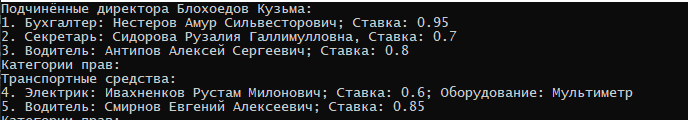 Подчинённые директора Блохоедов Кузьма:
1. Бухгалтер: Нестеров Амур Сильвесторович; Ставка: 0.95
2. Секретарь: Сидорова Рузалия Галлимулловна, Ставка: 0.7
3. Водитель: Антипов Алексей Сергеевич; Ставка: 0.8
Категории прав:
Транспортные средства:
4. Электрик: Ивахненков Рустам Милонович; Ставка: 0.6; Оборудование: Мультиметр
5. Водитель: Смирнов Евгений Алексеевич; Ставка: 0.85
Категории прав: